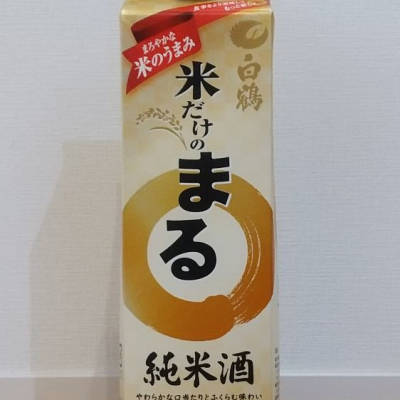 まろやかな
米のうまみ
白鶴
米だけの
まる
純米酒
やわらかな口当たりとふくらむ味わい